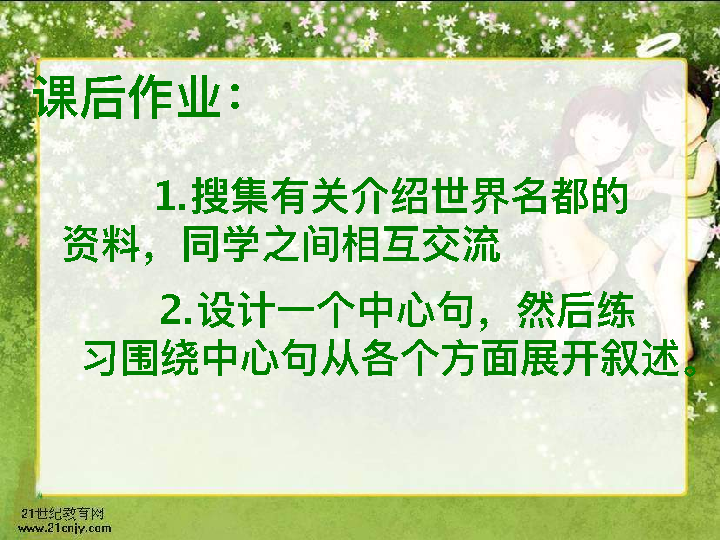 课后作业：
1.搜集有关介绍世界名都的
资料，同学之间相互交流
2.设计一个中心句，然后练
习围绕中心句从各个方面展开叙述。
21世纪教育网
www.21cnjy.com